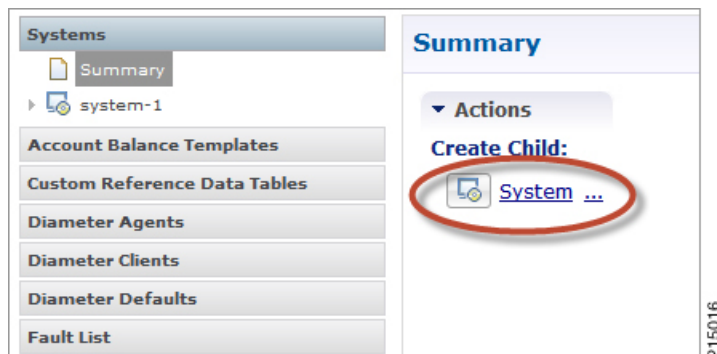 Systems
Summary
system-1
Account Balance Templates
Custom Reference Data Tables
Diameter Agents
Diameter Clients
Diameter Defaults
Fault List
Summary
Actions
Create Child:
System ...
215016